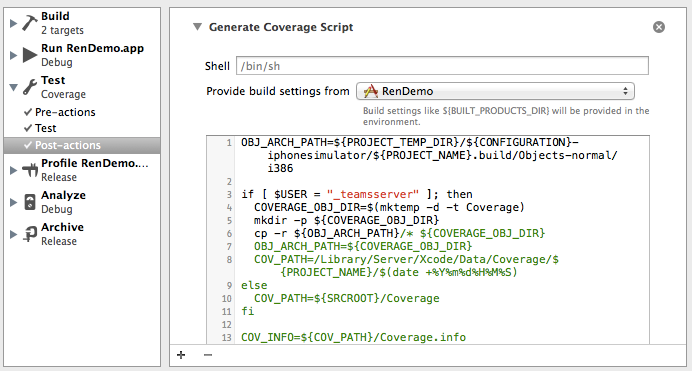 Build
2 targets
Run RenDemo.app
Debug
Test
Coverage
Pre-actions
Test
Post-actions
Profile RenDemo....
Release
Analyze
Debug
Archive
Release
Generate Coverage Script
Shell /bin/sh
Provide build settings from RenDemo
Build settings like ${BUILT_PRODUCTS_DIR} will be provided in the
environment.
1 OBJ_ARCH_PATH=${PROJECT_TEMP_DIR}/${CONFIGURATION}-
iphonesimulator/${PROJECT_NAME}.build/Objects-normal/
i386
2
3 if [ $USER = "_teamsserver" ]; then
4 COVERAGE_OBJ_DIR=$(mktemp -d -t Coverage)
5 mkdir -p ${COVERAGE_OBJ_DIR}
6 cp -r ${OBJ_ARCH_PATH}/* ${COVERAGE_OBJ_DIR}
7 OBJ_ARCH_PATH=${COVERAGE_OBJ_DIR}
8 COV_PATH=/Library/Server/Xcode/Data/Coverage/$
{PROJECT_NAME}/$(date +%Y%m%d%H%M%S)
9 else
10 COV_PATH=${SRCROOT}/Coverage
11 fi
12
13 COV_INFO=${COV_PATH}/Coverage.info